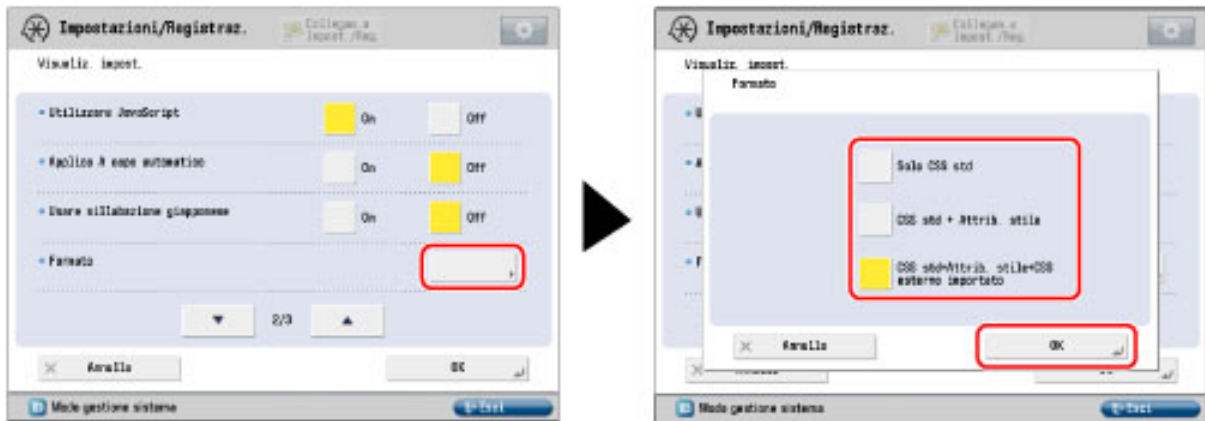 Impostazioni/Registraz.
Collegam.a
Impost./Reg.
Visualiz. impost.
Utilizzare JavaScript
On
Off
Applica A capo automatico
On
Off
Usare sillabazione giapponese
On
Off
Formato
2/3
Annulla
OK
Modo gestione sistema
Esci
Impostazioni/Registraz.
Collegam.a
Impost./Reg.
Visualiz. impost.
Formato
Solo CSS std
CSS std + Attrib. stile
CSS std+Attrib. stile+CSS
esterno importato
Annulla
OK
Modo gestione sistema
Esci